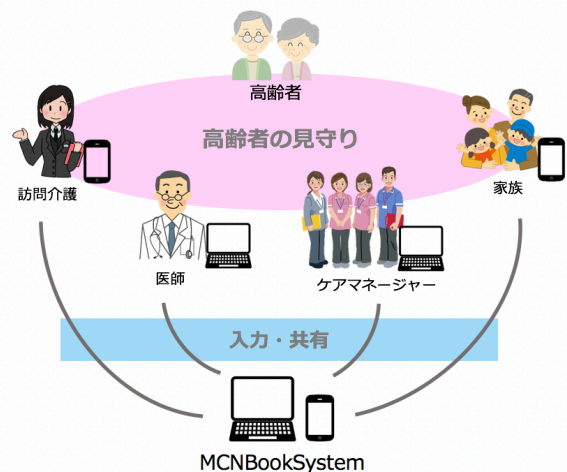 高齢者
高齢者の見守り
訪問介護
家族
医師
ケアマネージャー
入力・共有
MCNBookSystem